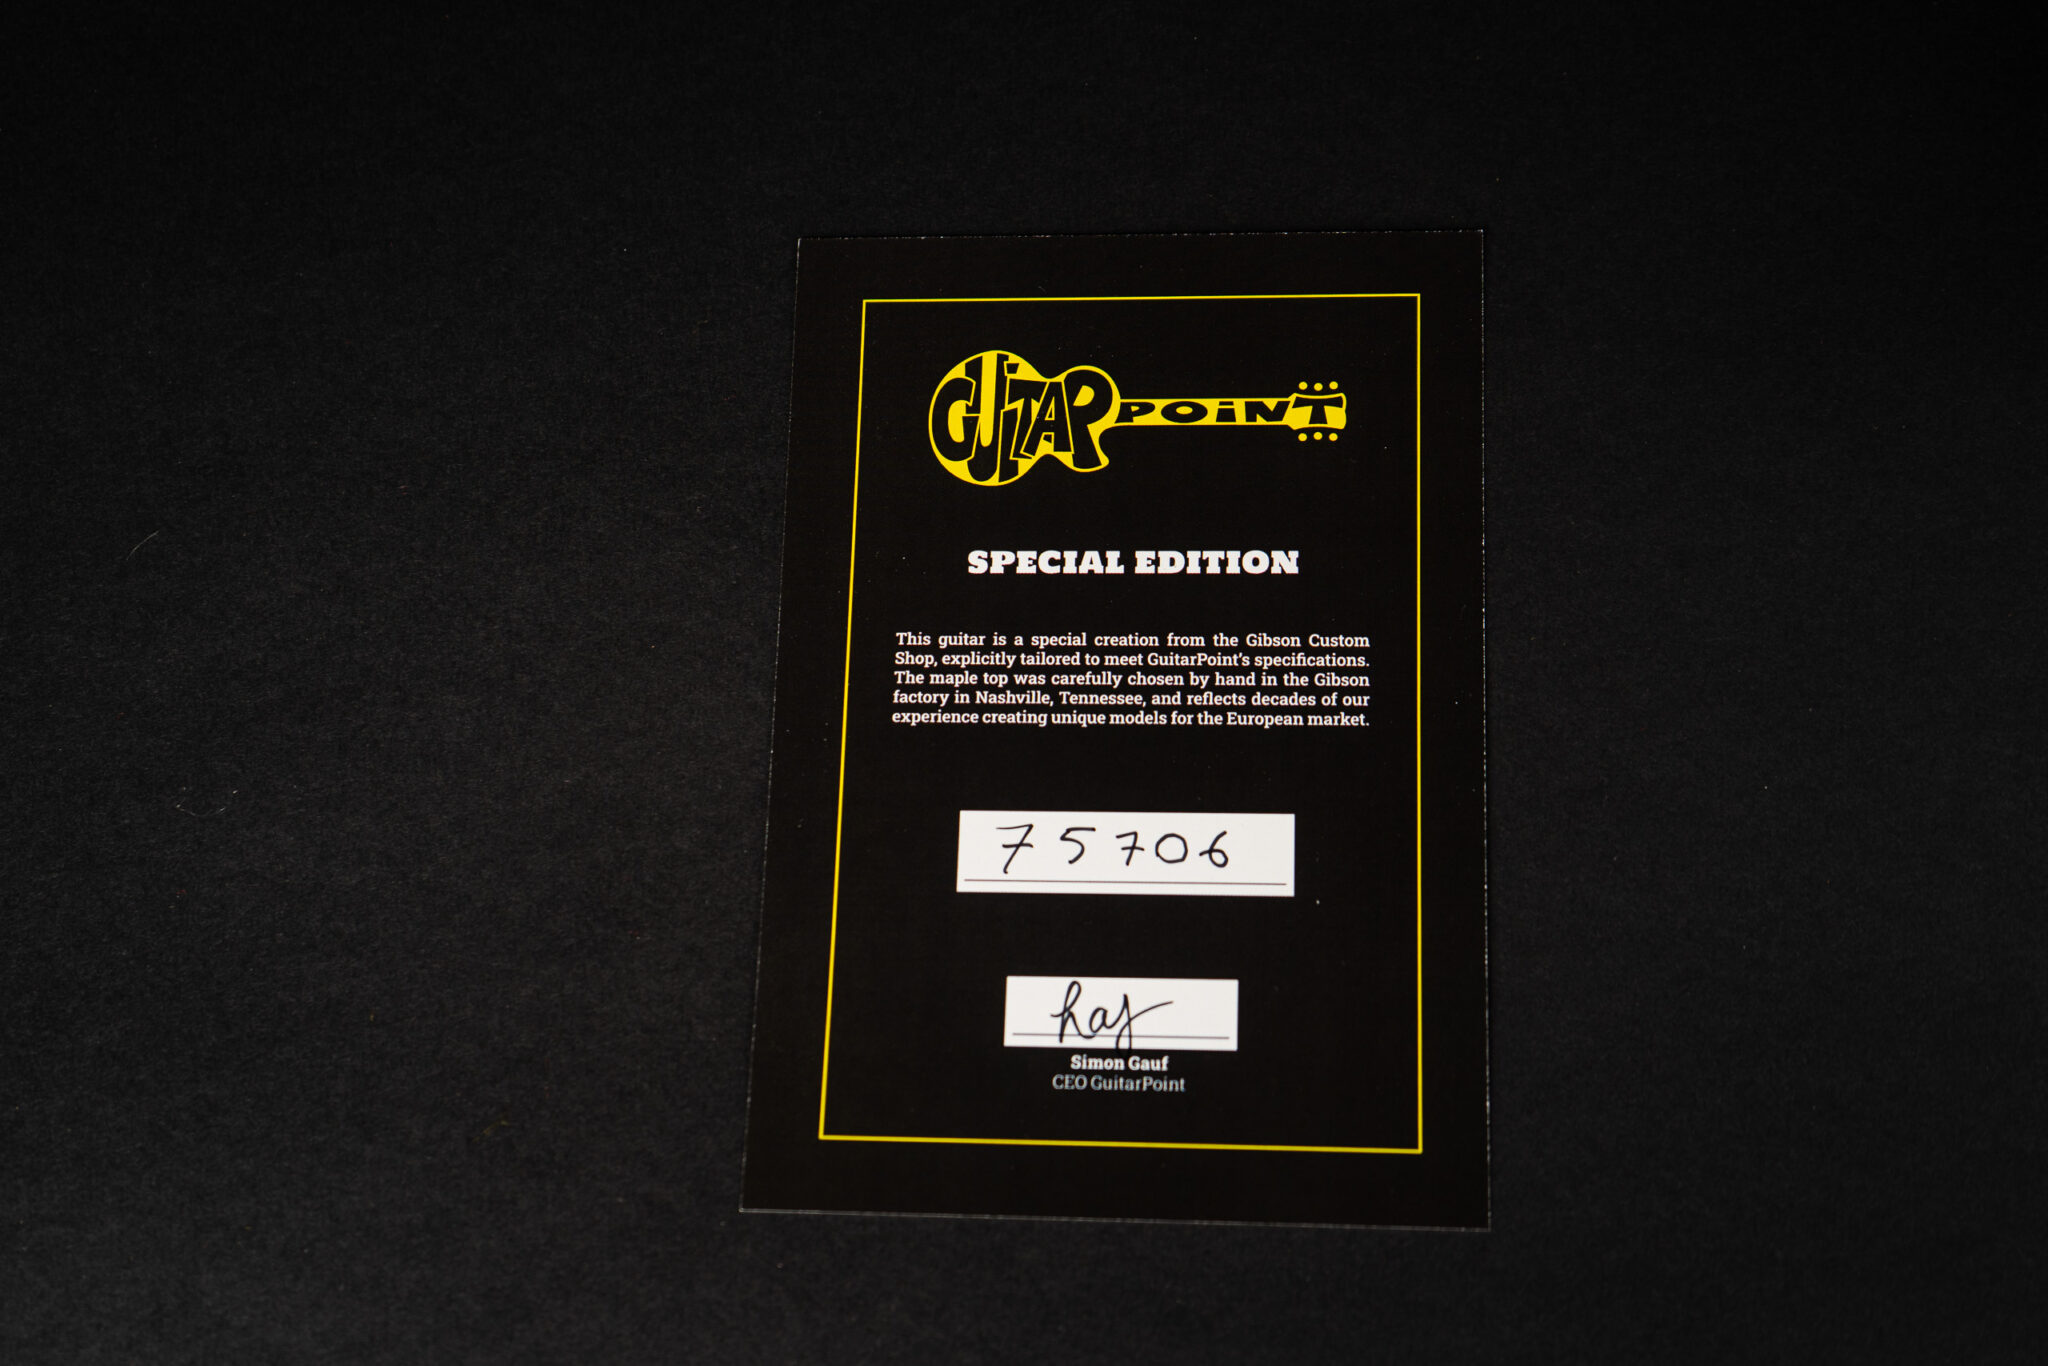 GUiTAR POiNT
SPECIAL EDITION
This guitar is a special creation from the Gibson Custom
Shop, explicitly tailored to meet GuitarPoint's specifications.
The maple top was carefully chosen by hand in the Gibson
factory in Nashville, Tennessee, and reflects decades of our
experience creating unique models for the European market.
75706
Simon Gauf
CEO GuitarPoint